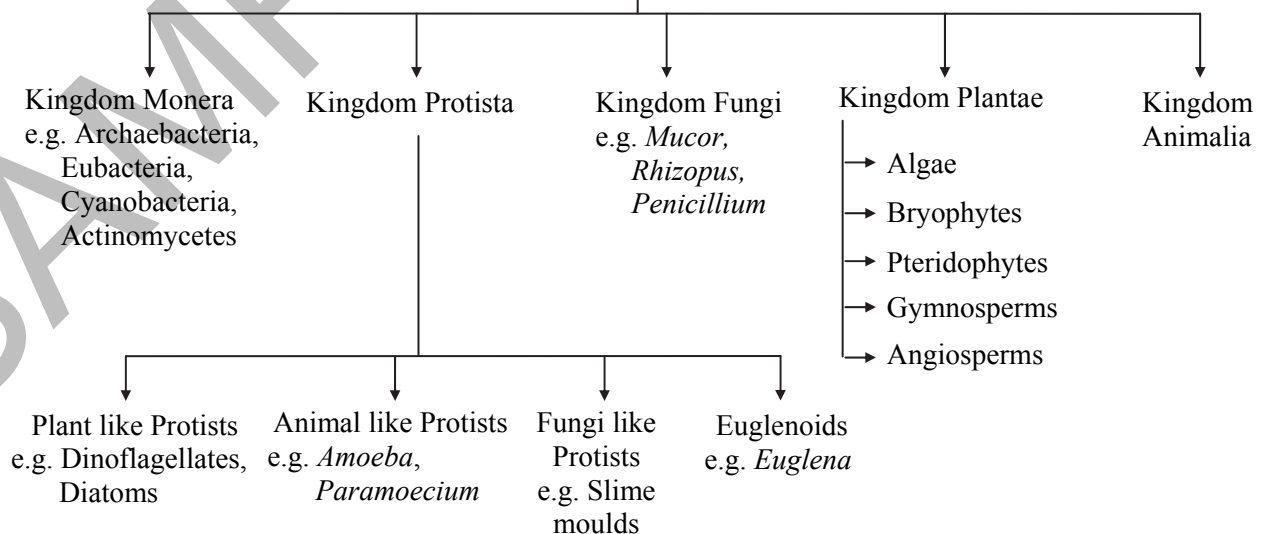 Kingdom Monera
e.g. Archaebacteria,
Eubacteria,
Cyanobacteria,
Actinomycetes
Kingdom Protista
Kingdom Fungi
e.g. Mucor,
Rhizopus,
Penicillium
Kingdom Plantae
Algae
Bryophytes
Pteridophytes
Gymnosperms
Angiosperms
Kingdom
Animalia
Plant like Protists
e.g. Dinoflagellates,
Diatoms
Animal like Protists
e.g. Amoeba,
Paramoecium
Fungi like
Protists
e.g. Slime
moulds
Euglenoids
e.g. Euglena